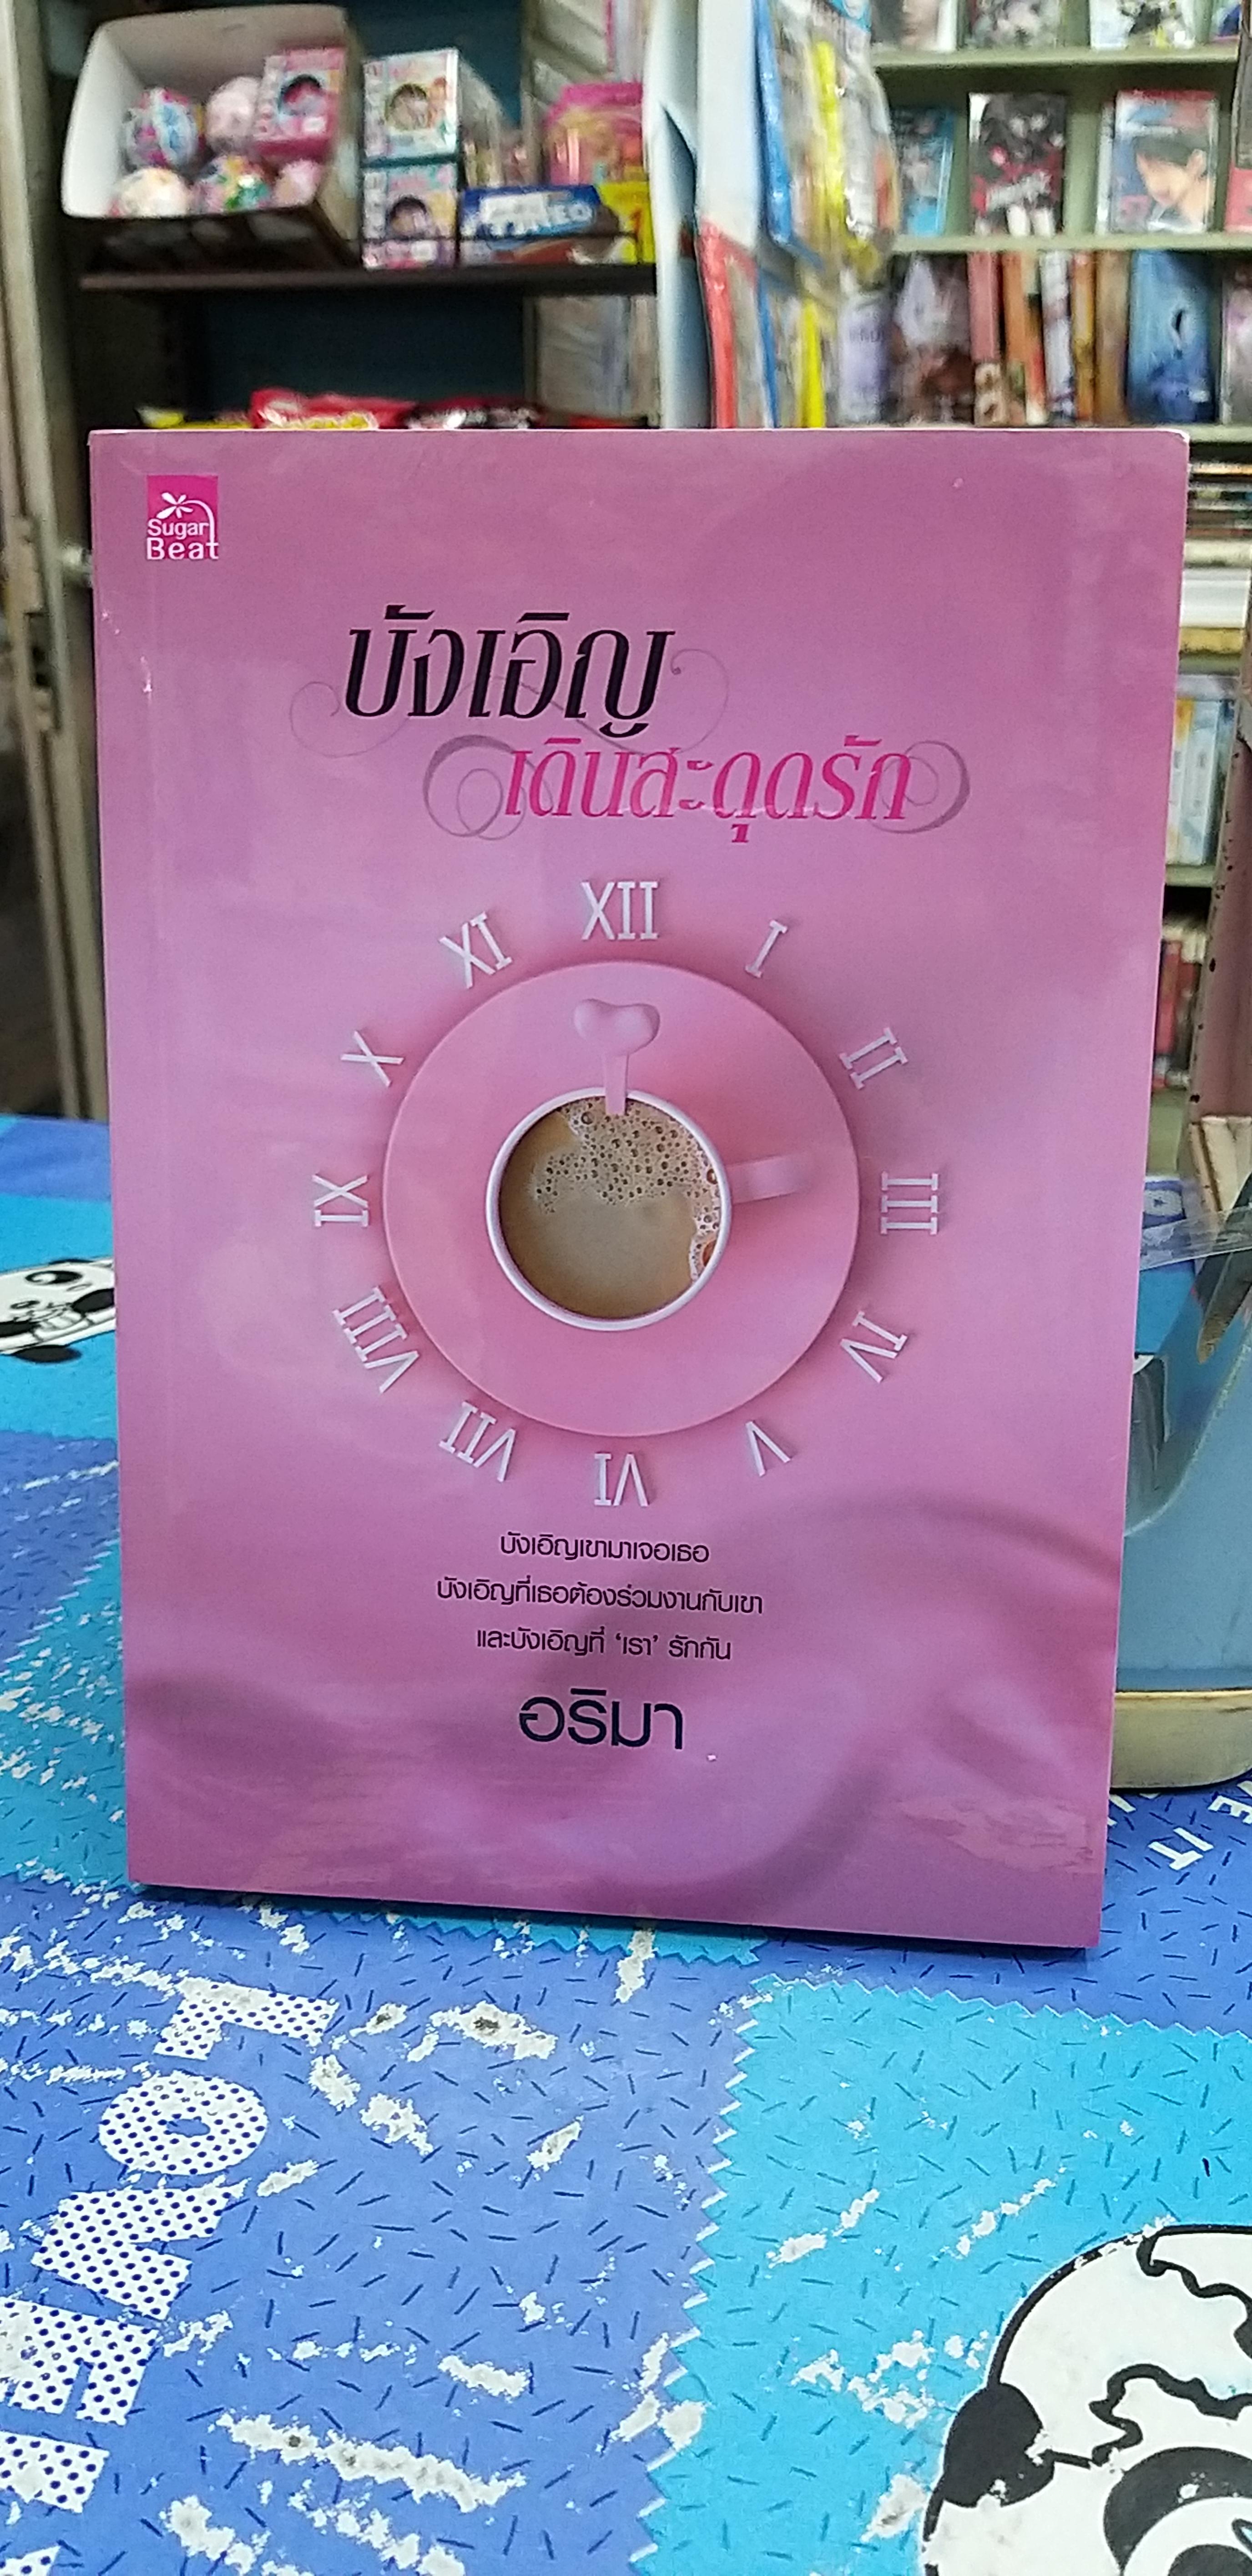 Sugar
Beat
บังเอิญ
เดินสะดุดรัก
XII
XI
I
X
II
IX
III
VIII
IV
VII
V
VI
บังเอิญเขามาเจอเธอ
บังเอิญที่เธอต้องร่วมงานกับเขา
และบังเอิญที่ ‘เรา’ รักกัน
อริมา